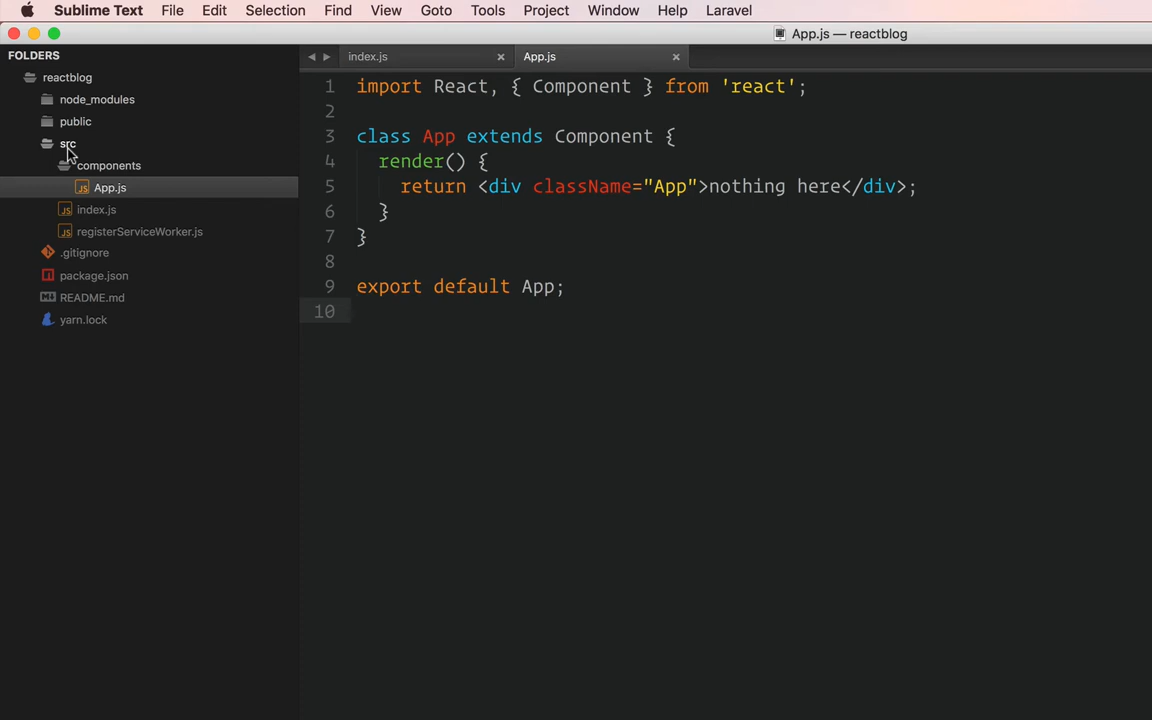 Sublime Text File Edit Selection Find View Goto Tools Project Window Help Laravel
App.js — reactblog
FOLDERS
reactblog
node_modules
public
src
components
JS App.js
JS index.js
JS registerServiceWorker.js
.gitignore
package.json
README.md
yarn.lock
index.js × App.js ×
1 import React, { Component } from 'react';
2
3 class App extends Component {
4   render() {
5     return <div className="App">nothing here</div>;
6   }
7 }
8
9 export default App;
10